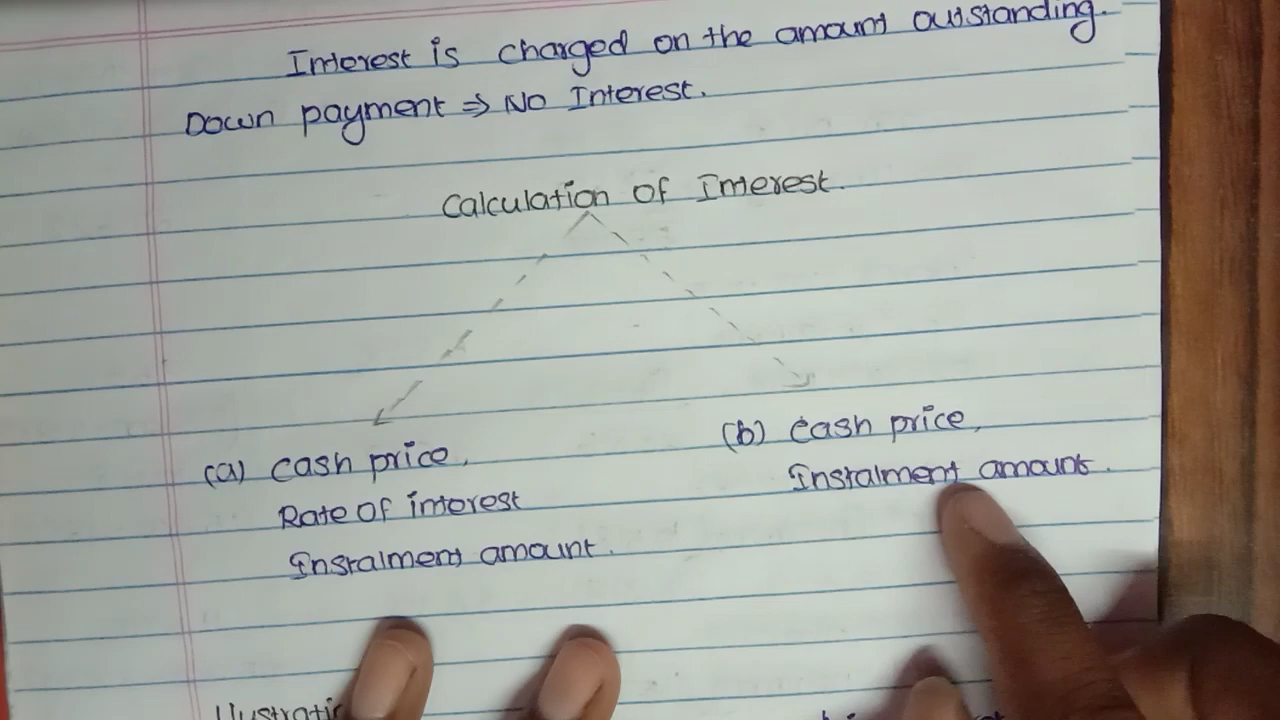 Interest is charged on the amount outstanding.
Down payment ⇒ No Interest.
Calculation of Interest.
(a) Cash price,
Rate of interest
Instalment amount.
(b) Cash price,
Instalment amount.